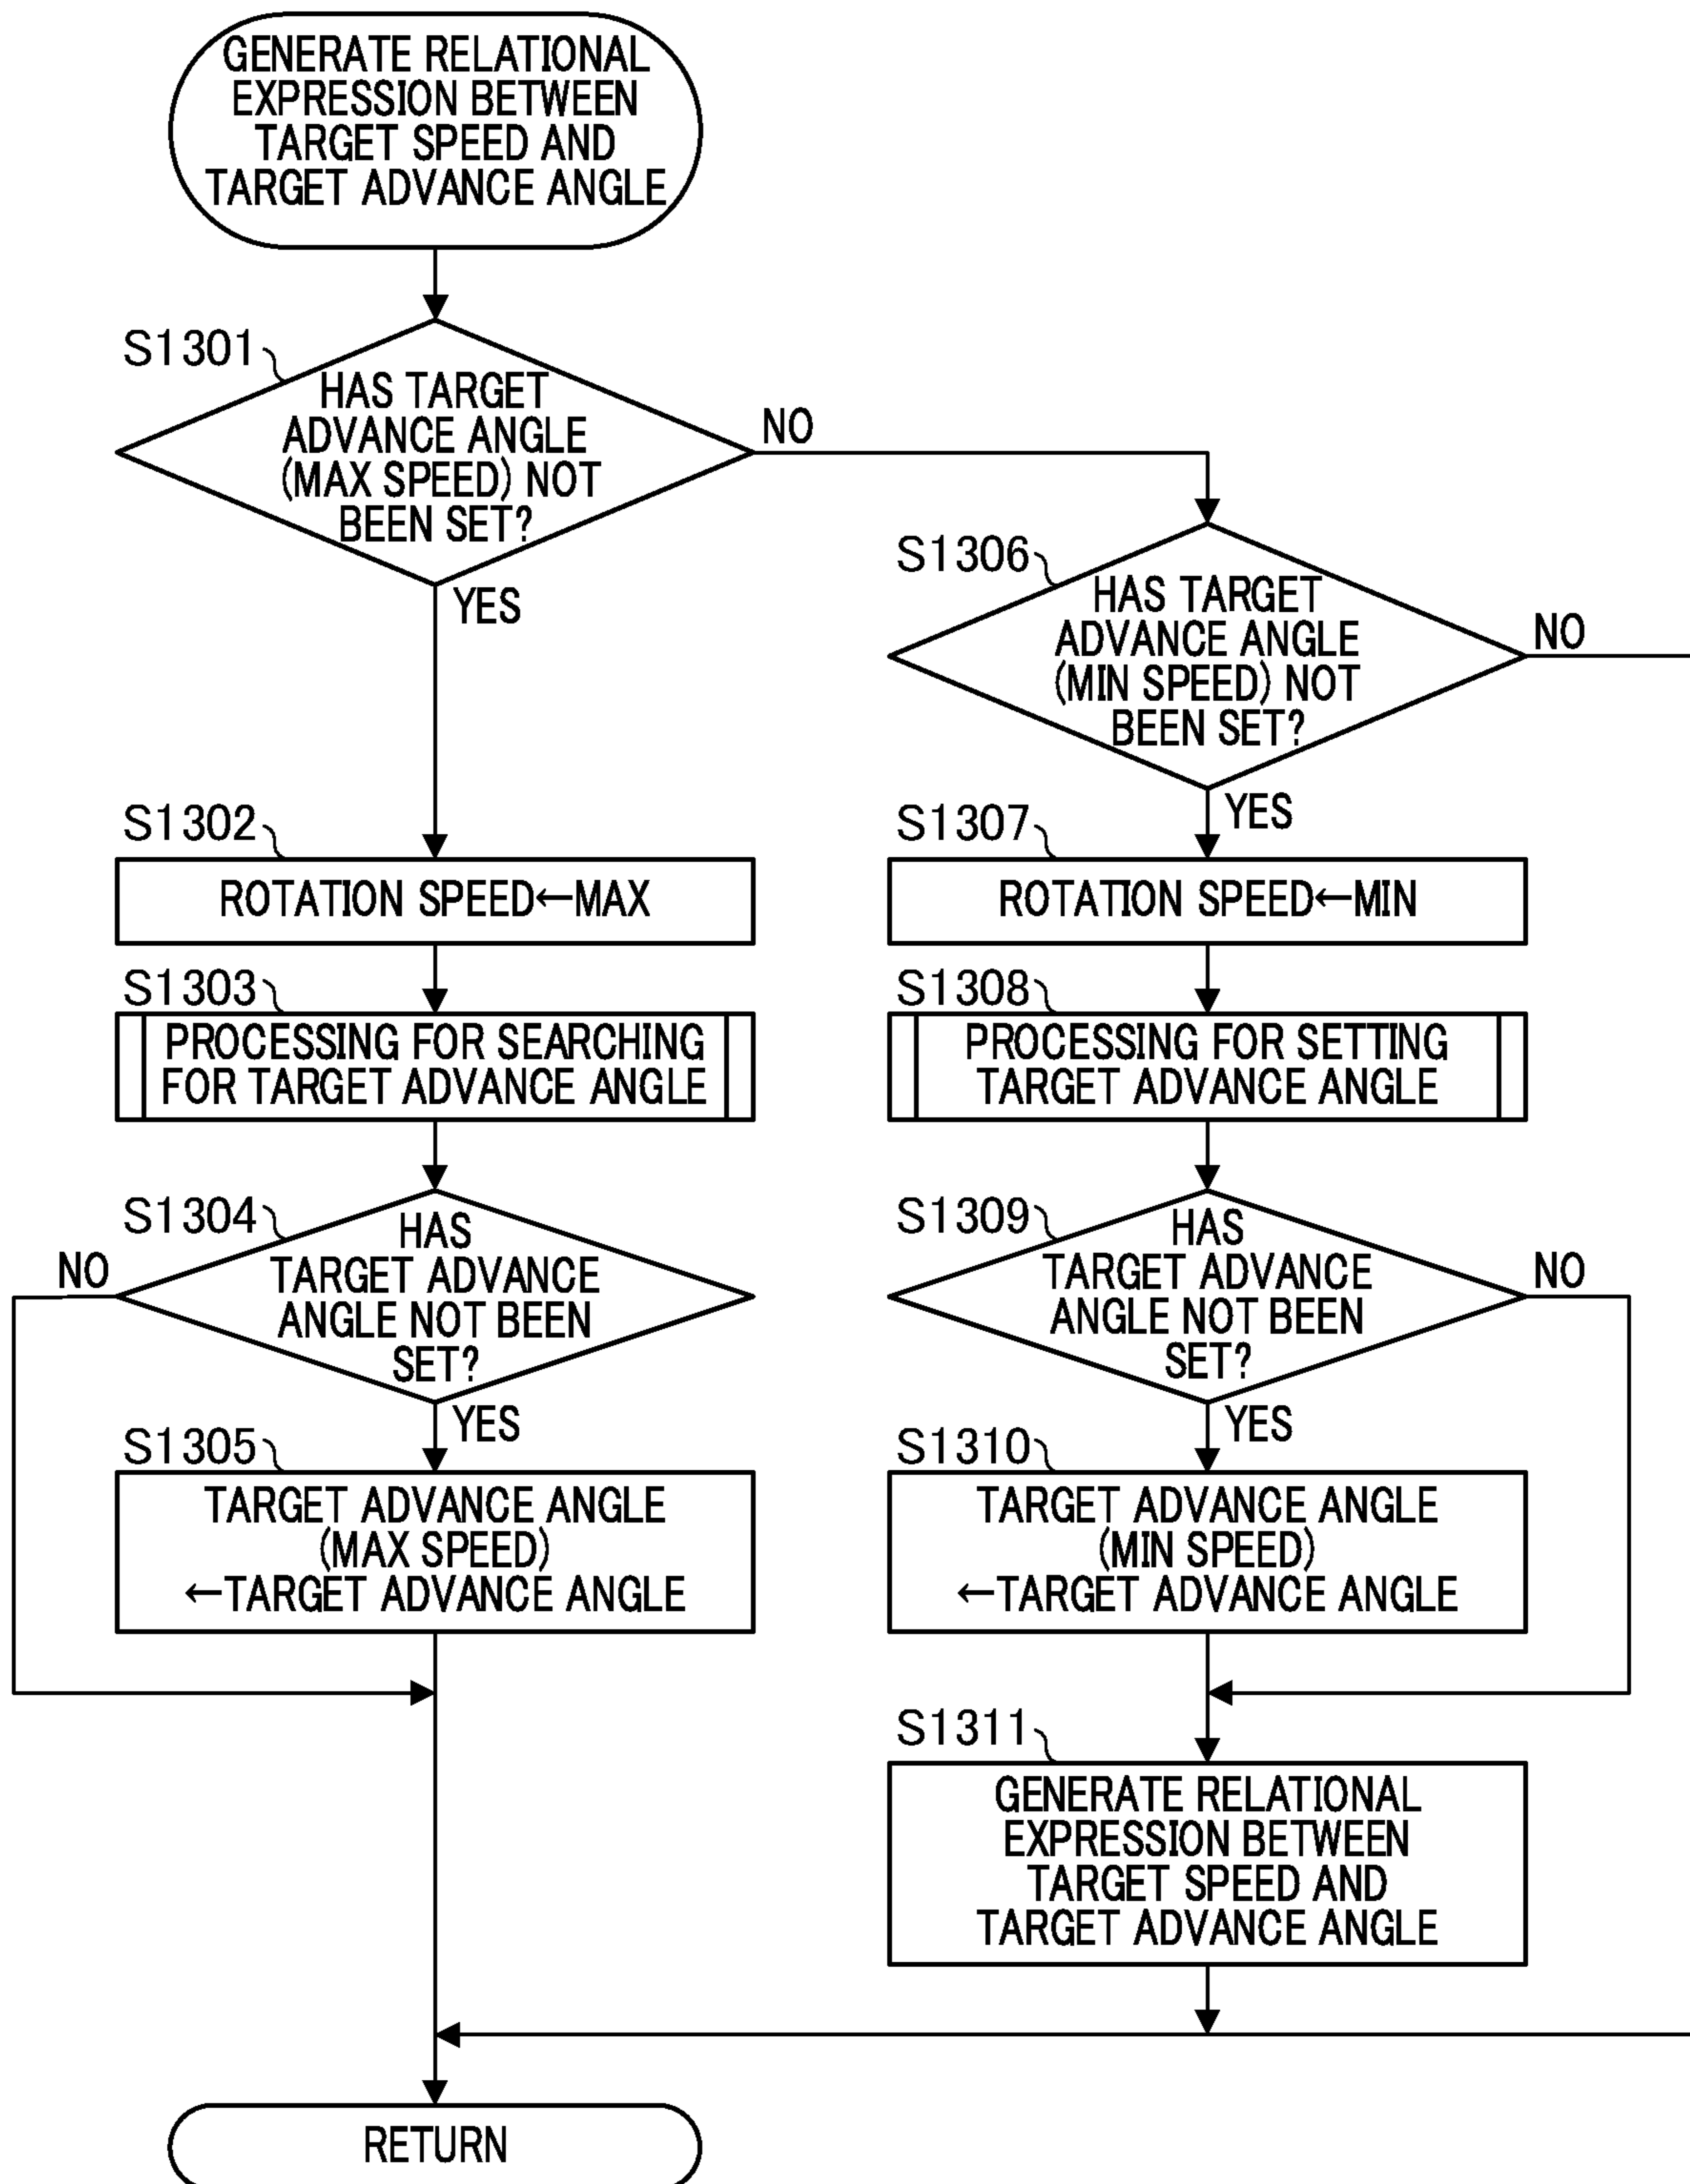 GENERATE RELATIONAL
EXPRESSION BETWEEN
TARGET SPEED AND
TARGET ADVANCE ANGLE
S1301
HAS TARGET
ADVANCE ANGLE
(MAX SPEED) NOT
BEEN SET?
NO
YES
S1302
ROTATION SPEED←MAX
S1303
PROCESSING FOR SEARCHING
FOR TARGET ADVANCE ANGLE
S1304
HAS
TARGET ADVANCE
ANGLE NOT BEEN
SET?
NO
YES
S1305
TARGET ADVANCE ANGLE
(MAX SPEED)
←TARGET ADVANCE ANGLE
S1306
HAS TARGET
ADVANCE ANGLE
(MIN SPEED) NOT
BEEN SET?
NO
YES
S1307
ROTATION SPEED←MIN
S1308
PROCESSING FOR SETTING
TARGET ADVANCE ANGLE
S1309
HAS
TARGET ADVANCE
ANGLE NOT BEEN
SET?
NO
YES
S1310
TARGET ADVANCE ANGLE
(MIN SPEED)
←TARGET ADVANCE ANGLE
S1311
GENERATE RELATIONAL
EXPRESSION BETWEEN
TARGET SPEED AND
TARGET ADVANCE ANGLE
RETURN